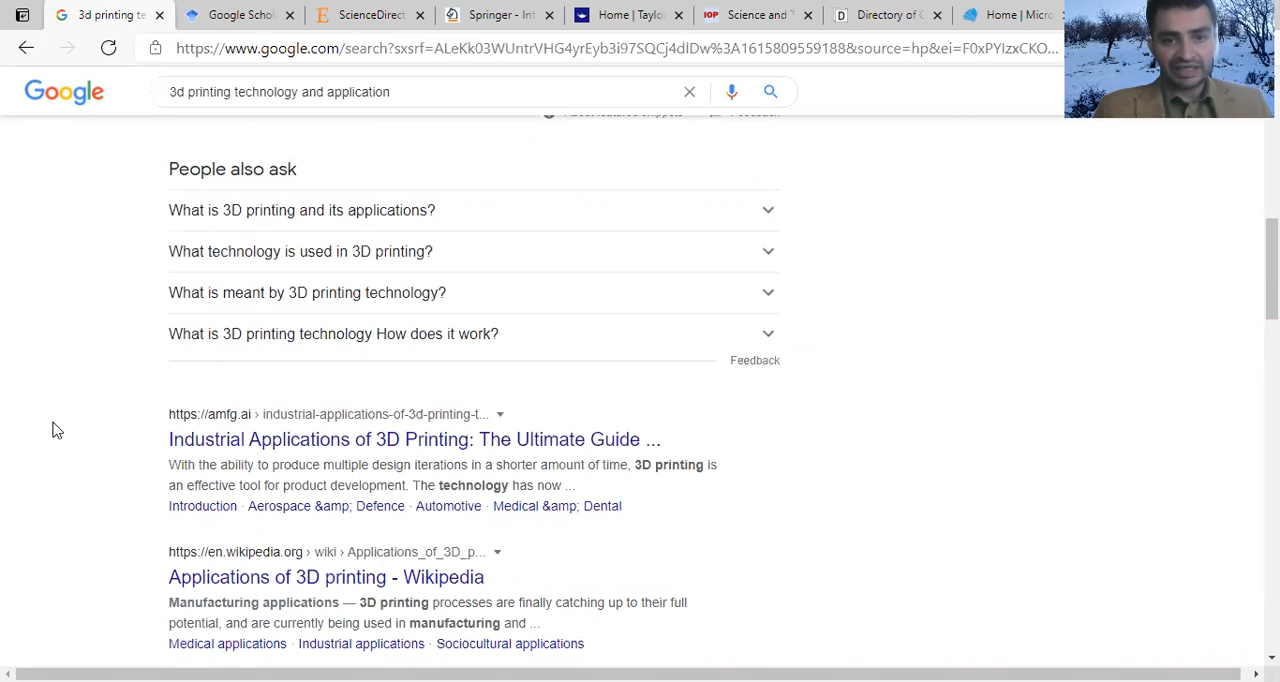 3d printing te
Google Schol
ScienceDirect
Springer - Int
Home | Taylo
IOP
Science and T
Directory of O
Home | Micro
https://www.google.com/search?sxsrf=ALeKk03WUntrVHG4yrEyb3i97SQCj4dlDw%3A1615809559188&source=hp&ei=F0xPYIzxCKO...
Google
3d printing technology and application
About featured snippets
Feedback
People also ask
What is 3D printing and its applications?
What technology is used in 3D printing?
What is meant by 3D printing technology?
What is 3D printing technology How does it work?
Feedback
https://amfg.ai › industrial-applications-of-3d-printing-t...
Industrial Applications of 3D Printing: The Ultimate Guide ...
With the ability to produce multiple design iterations in a shorter amount of time, 3D printing is
an effective tool for product development. The technology has now ...
Introduction · Aerospace &amp; Defence · Automotive · Medical &amp; Dental
https://en.wikipedia.org › wiki › Applications_of_3D_p...
Applications of 3D printing - Wikipedia
Manufacturing applications — 3D printing processes are finally catching up to their full
potential, and are currently being used in manufacturing and ...
Medical applications · Industrial applications · Sociocultural applications